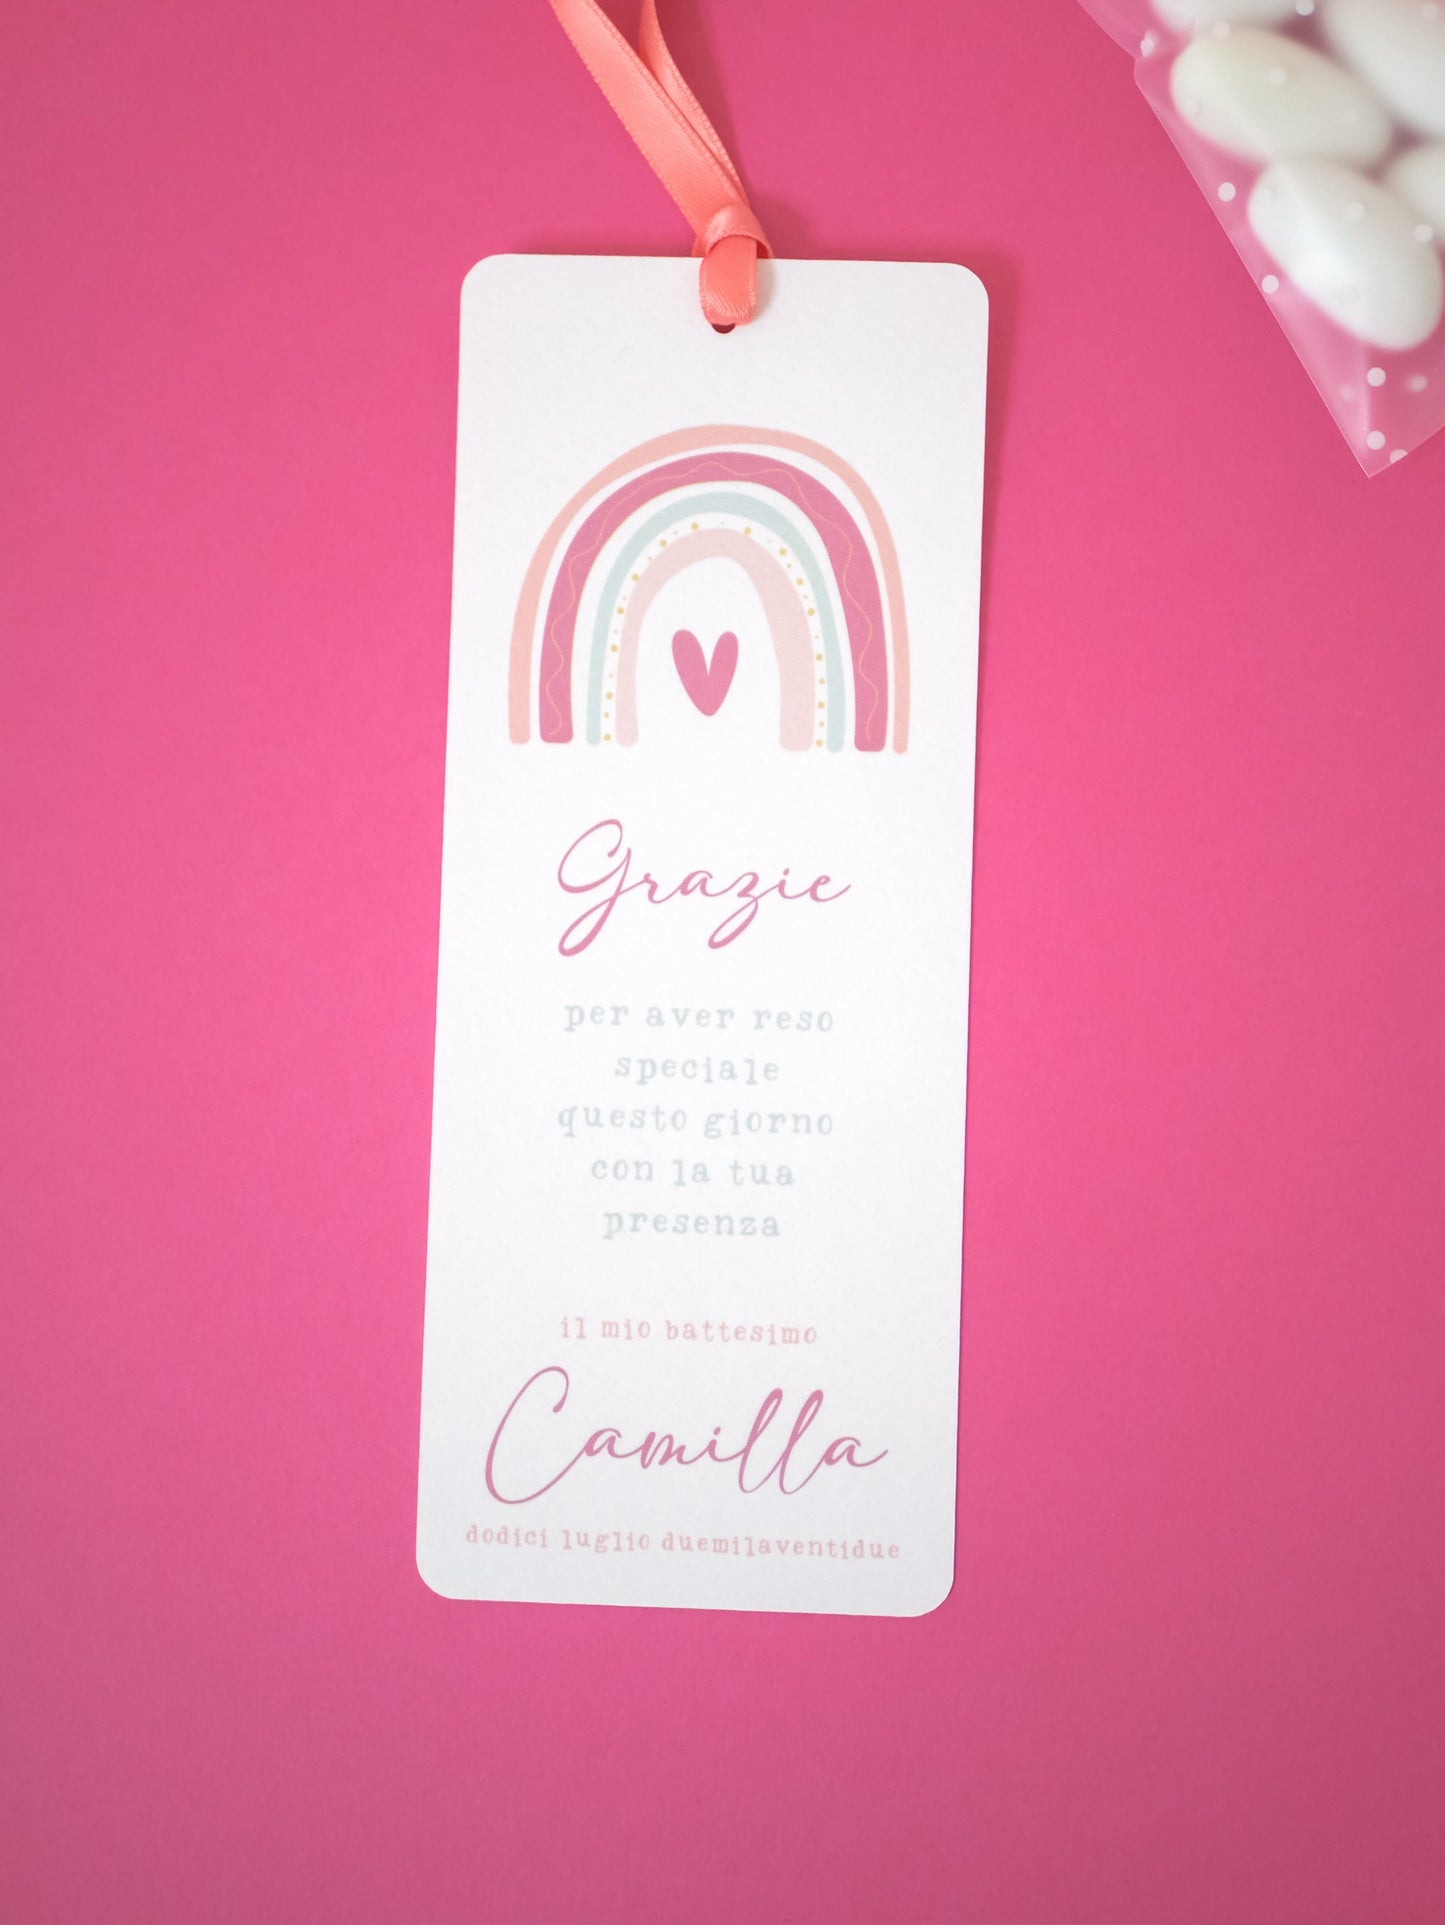 Grazie
per aver reso
speciale
questo giorno
con la tua
presenza
il mio battesimo
Camilla
dodici luglio duemilaventidue